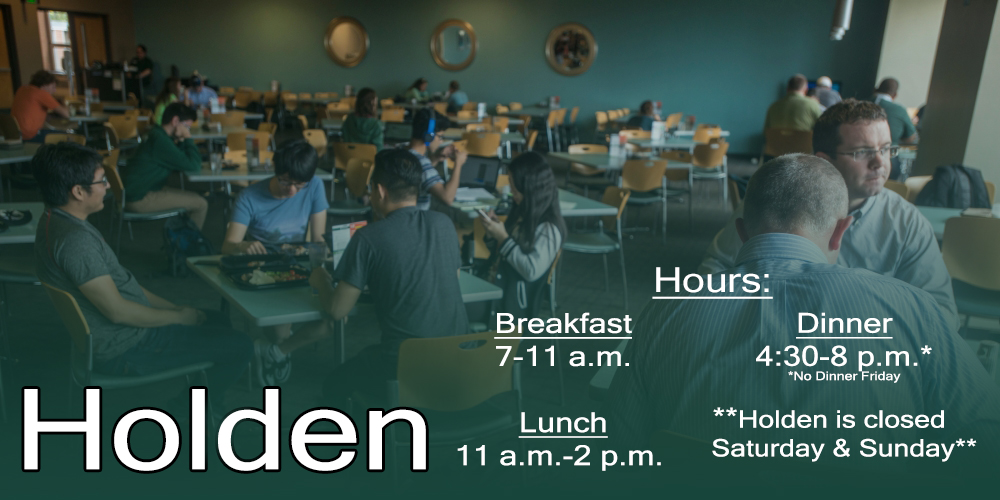 Hours:
Breakfast
7-11 a.m.
Dinner
4:30-8 p.m.*
*No Dinner Friday
Holden
Lunch
11 a.m.-2 p.m.
**Holden is closed
Saturday & Sunday**